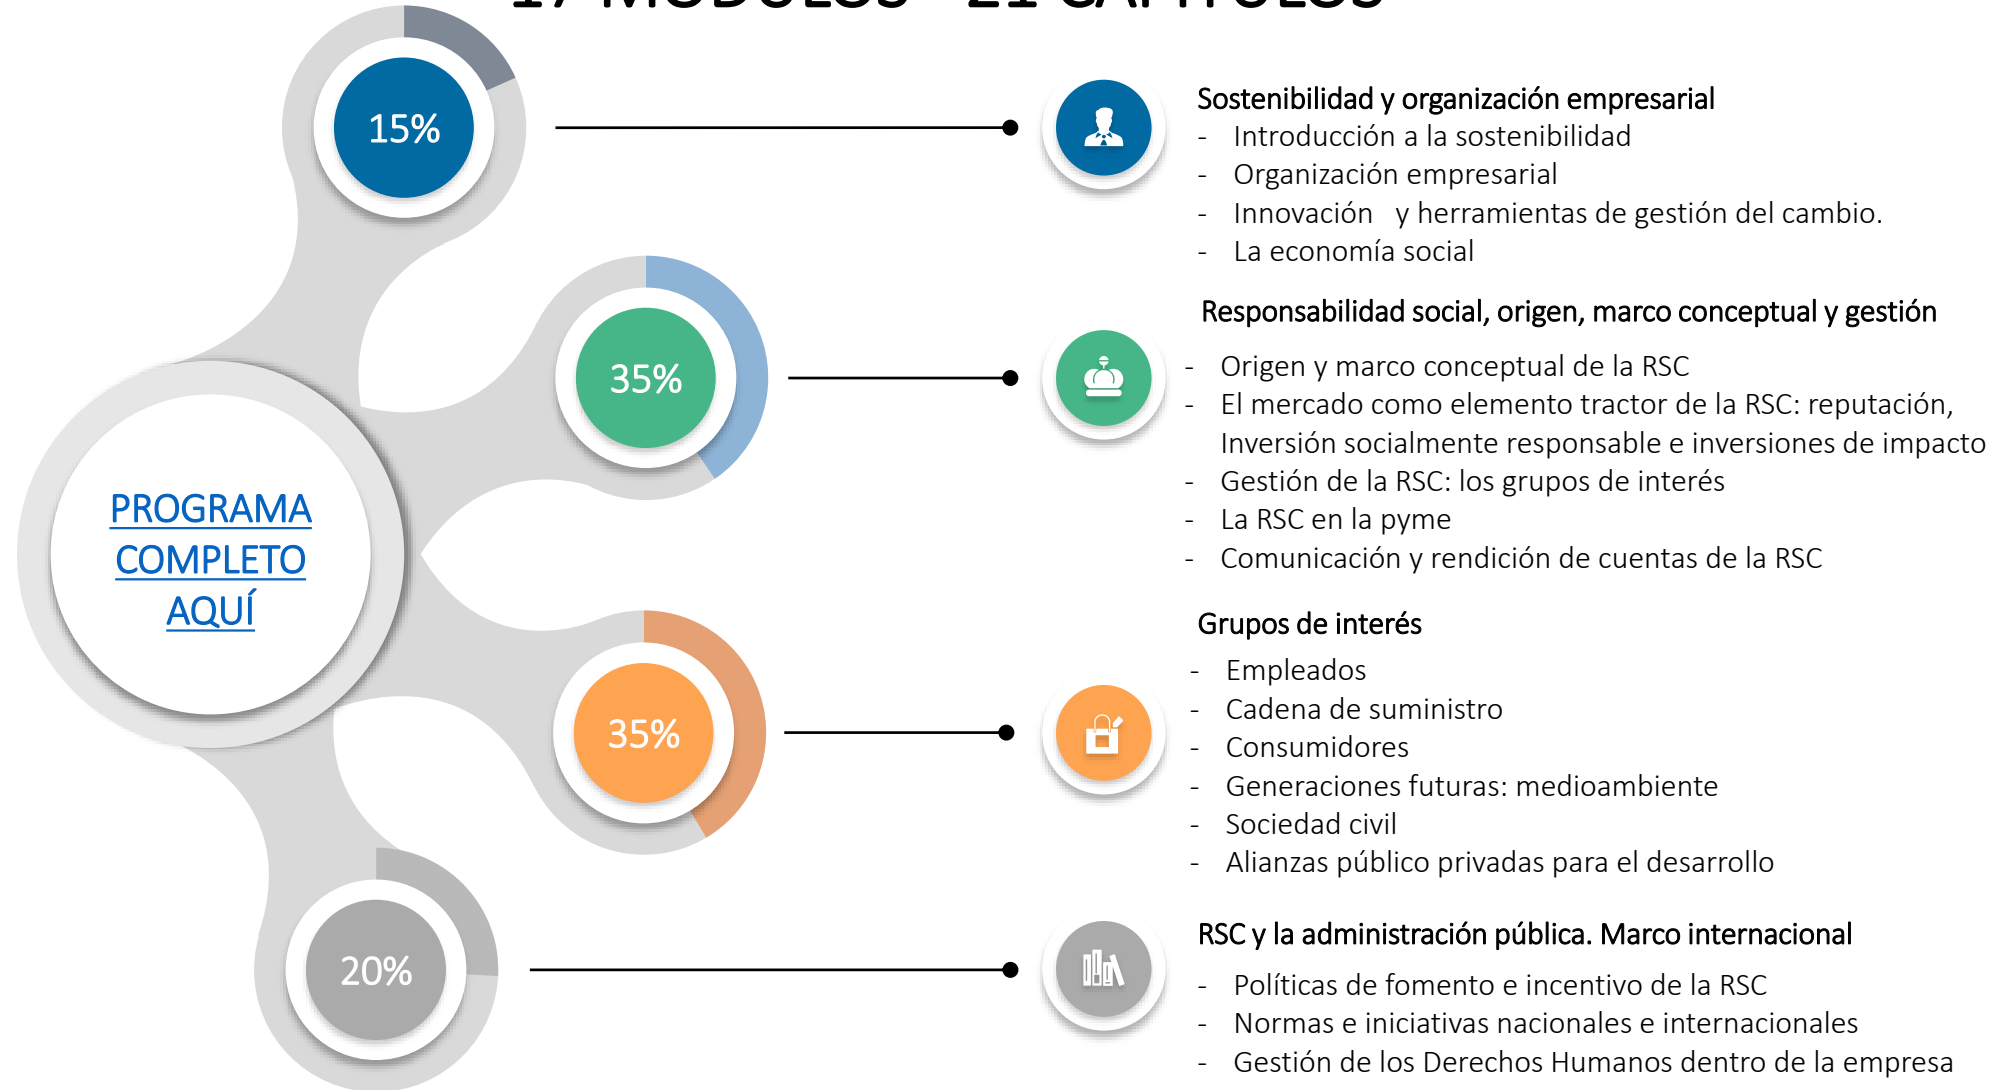 17 MÓDULOS - 21 CAPÍTULOS
15%
Sostenibilidad y organización empresarial
- Introducción a la sostenibilidad
- Organización empresarial
- Innovación y herramientas de gestión del cambio.
- La economía social
35%
Responsabilidad social, origen, marco conceptual y gestión
- Origen y marco conceptual de la RSC
- El mercado como elemento tractor de la RSC: reputación,
Inversión socialmente responsable e inversiones de impacto
- Gestión de la RSC: los grupos de interés
- La RSC en la pyme
- Comunicación y rendición de cuentas de la RSC
PROGRAMA
COMPLETO
AQUÍ
35%
Grupos de interés
- Empleados
- Cadena de suministro
- Consumidores
- Generaciones futuras: medioambiente
- Sociedad civil
- Alianzas público privadas para el desarrollo
20%
RSC y la administración pública. Marco internacional
- Políticas de fomento e incentivo de la RSC
- Normas e iniciativas nacionales e internacionales
- Gestión de los Derechos Humanos dentro de la empresa